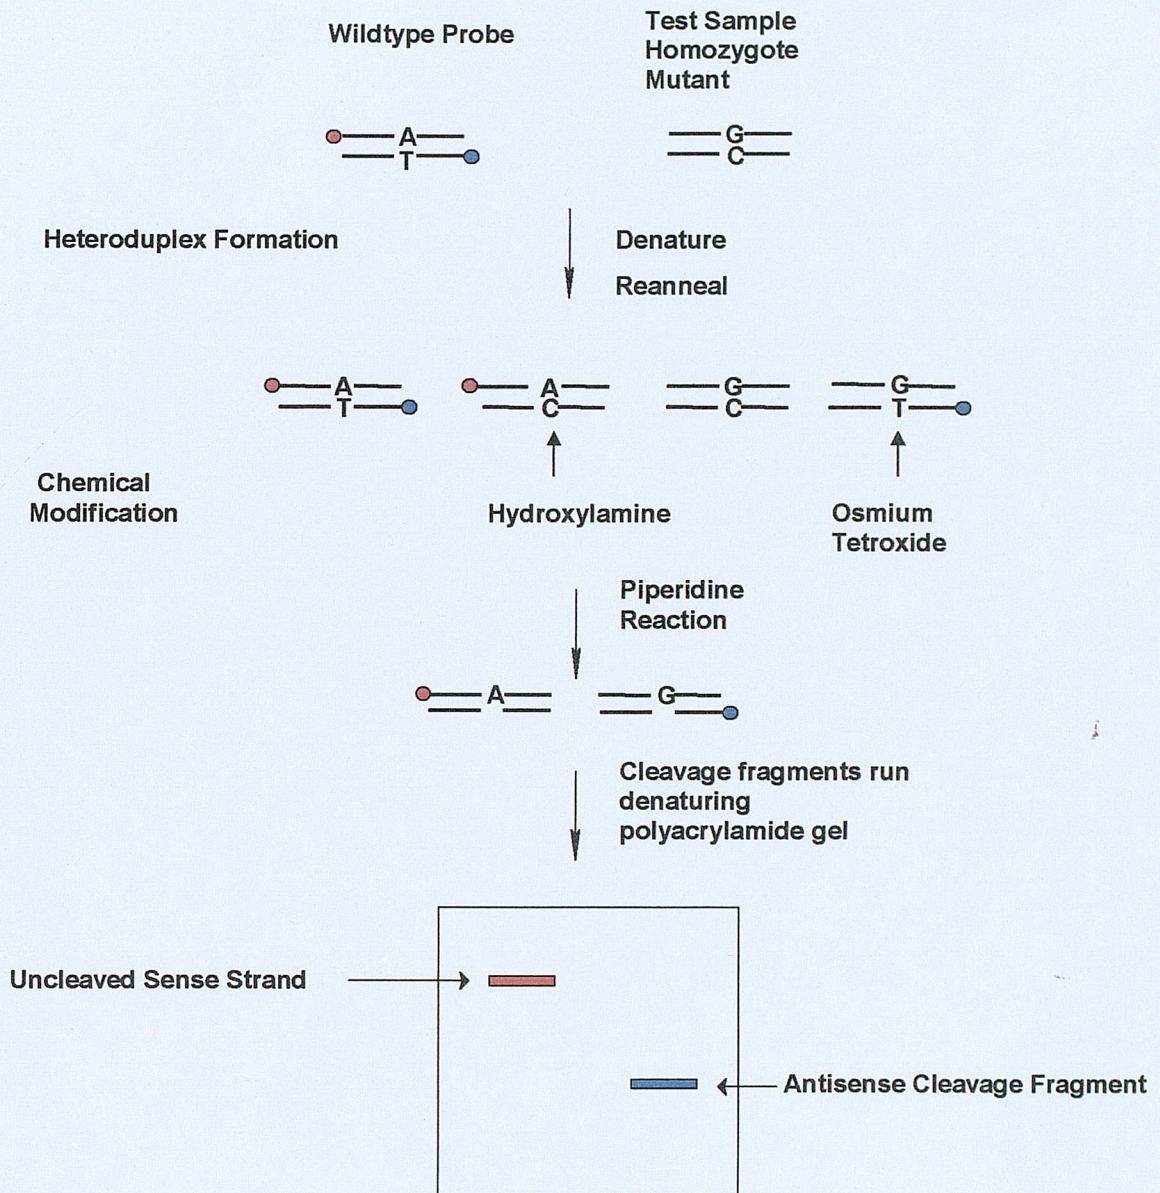 Wildtype Probe
Test Sample
Homozygote
Mutant
A
T
G
C
Heteroduplex Formation
Denature
Reanneal
A
T
A
C
G
C
G
T
Chemical
Modification
Hydroxylamine
Osmium
Tetroxide
Piperidine
Reaction
A
G
Cleavage fragments run
denaturing
polyacrylamide gel
Uncleaved Sense Strand
Antisense Cleavage Fragment